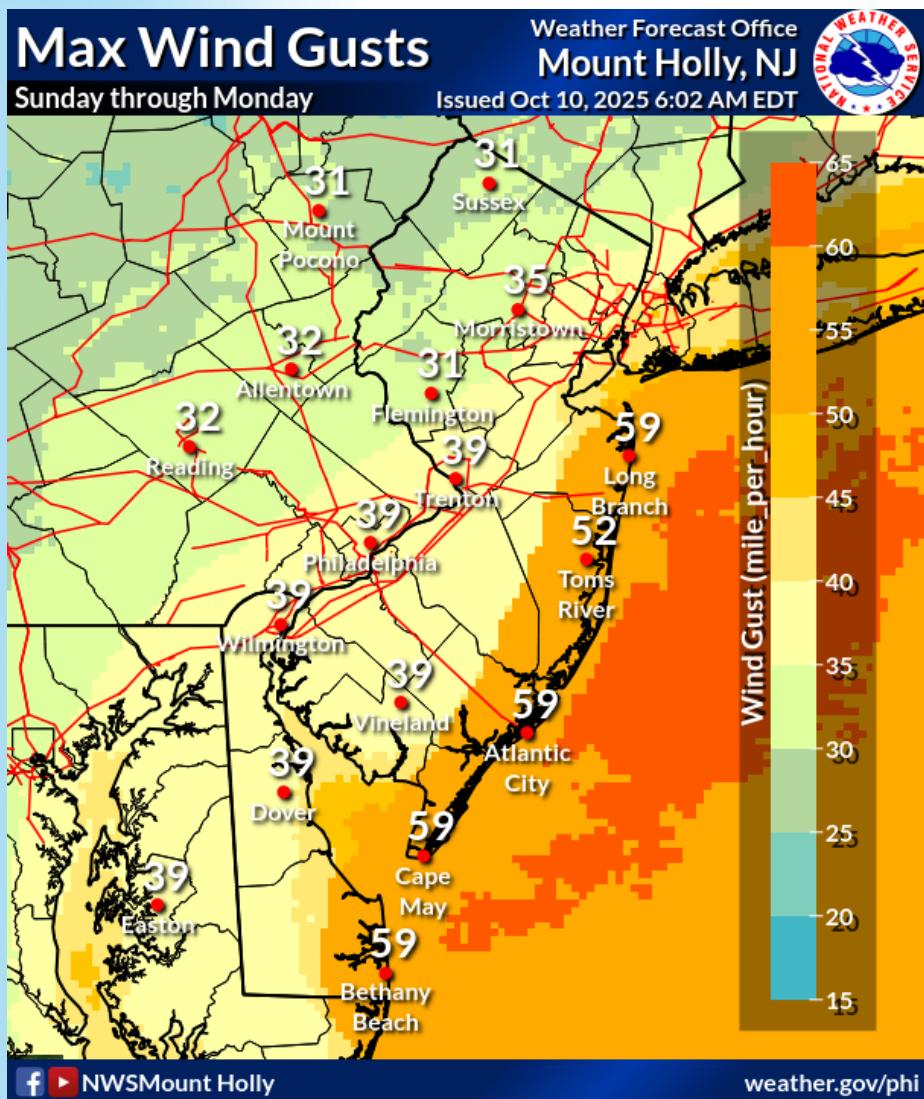 Max Wind Gusts
Sunday through Monday
Weather Forecast Office
Mount Holly, NJ
Issued Oct 10, 2025 6:02 AM EDT
NATIONAL WEATHER SERVICE
31
Mount
Pocono
31
Sussex
35
Morristown
32
Allentown
31
Flemington
32
Reading
39
Trenton
59
Long
Branch
39
Philadelphia
52
Toms
River
39
Wilmington
39
Vineland
59
Atlantic
City
39
Dover
59
Cape
May
39
Easton
59
Bethany
Beach
Wind Gust (mile_per_hour)
65
60
55
50
45
40
35
30
25
20
15
NWSMount Holly
weather.gov/phi